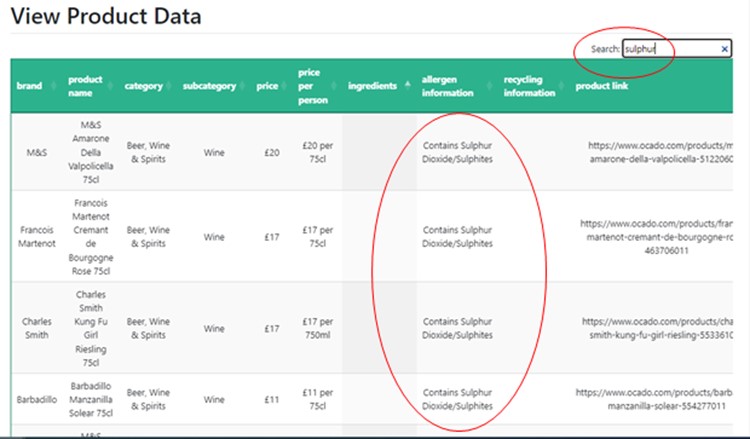 View Product Data
Search: sulphur ×
brand product name category subcategory price price per person ingredients allergen information recycling information product link
M&S
M&S Amarone Della Valpolicella 75cl
Beer, Wine & Spirits
Wine
£20
£20 per 75cl
Contains Sulphur Dioxide/Sulphites
https://www.ocado.com/products/m
amarone-della-valpolicella-5122060
Francois Martenot
Francois Martenot Cremant de Bourgogne Rose 75cl
Beer, Wine & Spirits
Wine
£17
£17 per 75cl
Contains Sulphur Dioxide/Sulphites
https://www.ocado.com/products/fran
martenot-cremant-de-bourgogne-ro
463706011
Charles Smith
Charles Smith Kung Fu Girl Riesling 75cl
Beer, Wine & Spirits
Wine
£17
£17 per 750ml
Contains Sulphur Dioxide/Sulphites
https://www.ocado.com/products/cha
smith-kung-fu-girl-riesling-5533610
Barbadillo
Barbadillo Manzanilla Solear 75cl
Beer, Wine & Spirits
Wine
£11
£11 per 75cl
Contains Sulphur Dioxide/Sulphites
https://www.ocado.com/products/barb
manzanilla-solear-554277011
M&S